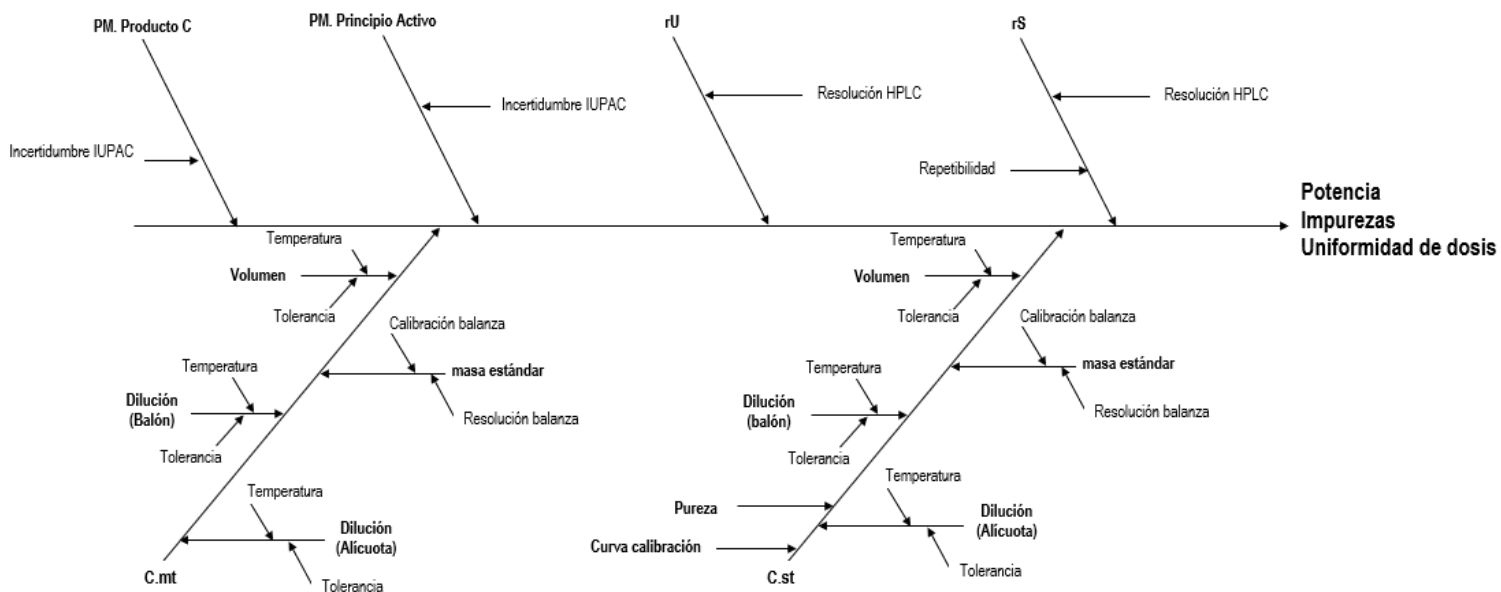 PM. Producto C
PM. Principio Activo
rU
rS
Incertidumbre IUPAC
Incertidumbre IUPAC
Resolución HPLC
Resolución HPLC
Repetibilidad
Potencia
Impurezas
Uniformidad de dosis
Temperatura
Volumen
Tolerancia
Calibración balanza
masa estándar
Resolución balanza
Temperatura
Dilución
(Balón)
Tolerancia
Temperatura
Dilución
(Alícuota)
Tolerancia
C.mt
Temperatura
Volumen
Tolerancia
Calibración balanza
masa estándar
Resolución balanza
Temperatura
Dilución
(balón)
Tolerancia
Temperatura
Pureza
Dilución
(Alícuota)
Curva calibración
Tolerancia
C.st